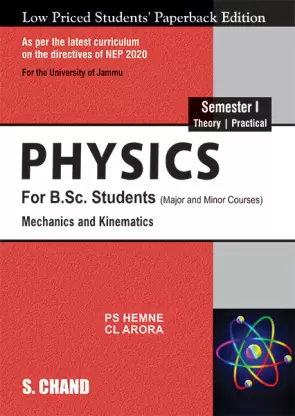 Low Priced Students' Paperback Edition
As per the latest curriculum
on the directives of NEP 2020
For the University of Jammu
Semester I
Theory | Practical
PHYSICS
For B.Sc. Students (Major and Minor Courses)
Mechanics and Kinematics
PS HEMNE
CL ARORA
S. CHAND